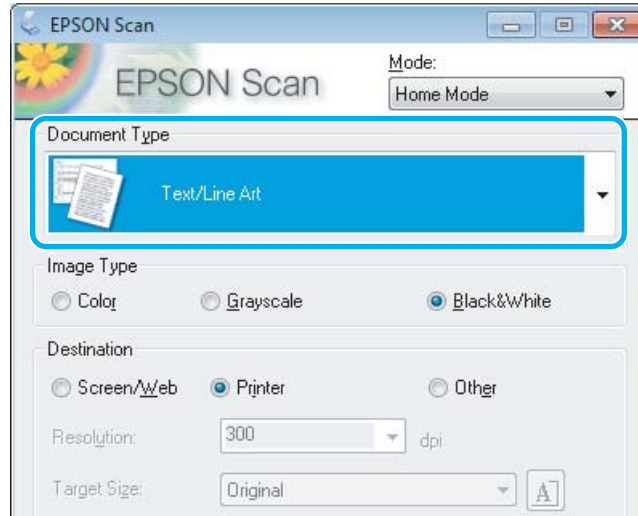 EPSON Scan
EPSON Scan
Mode:
Home Mode
Document Type
Text/Line Art
Image Type
Color Grayscale Black&White
Destination
Screen/Web Printer Other
Resolution: 300 dpi
Target Size: Original A